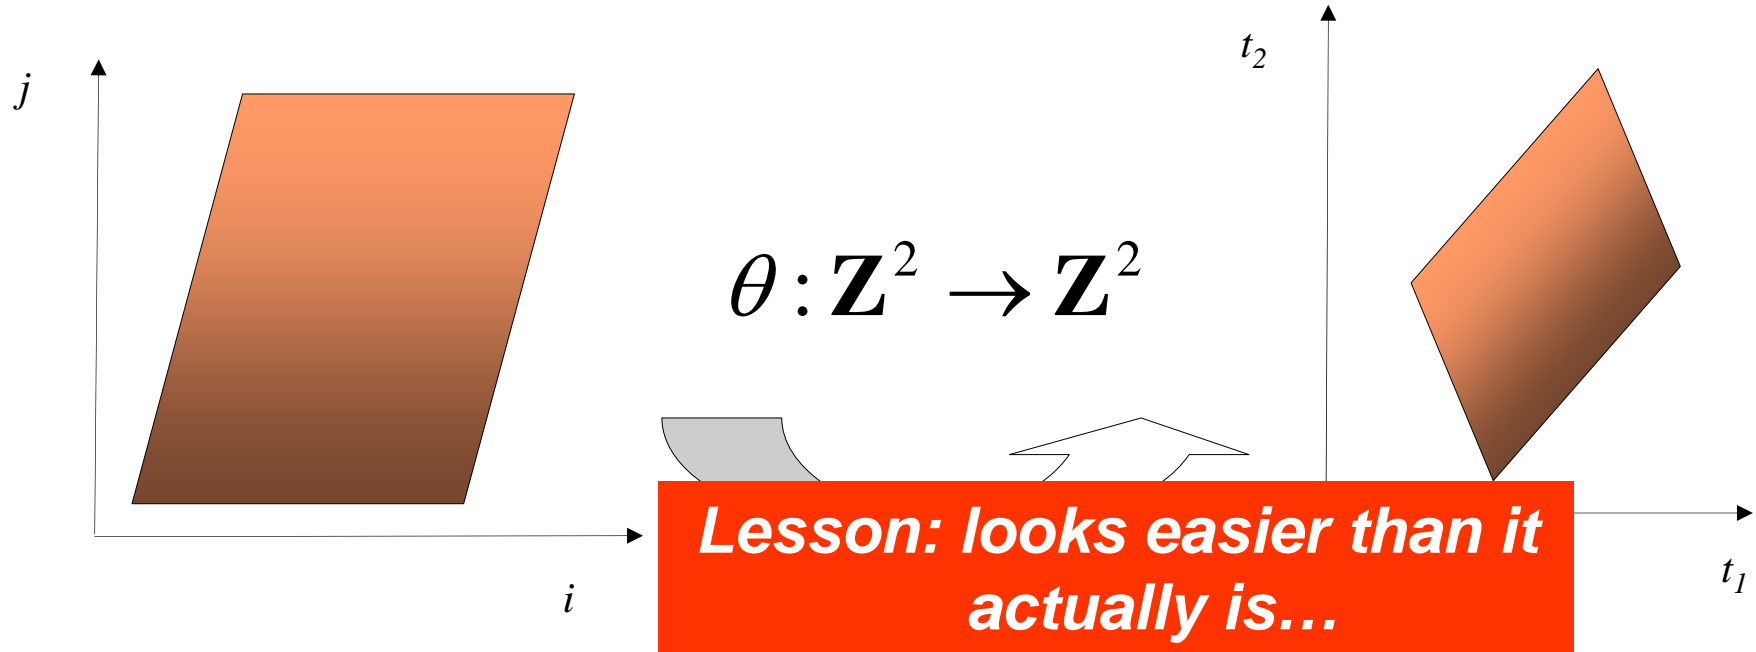 j
t₂
θ : Z² → Z²
Lesson: looks easier than it
actually is…
i
t₁